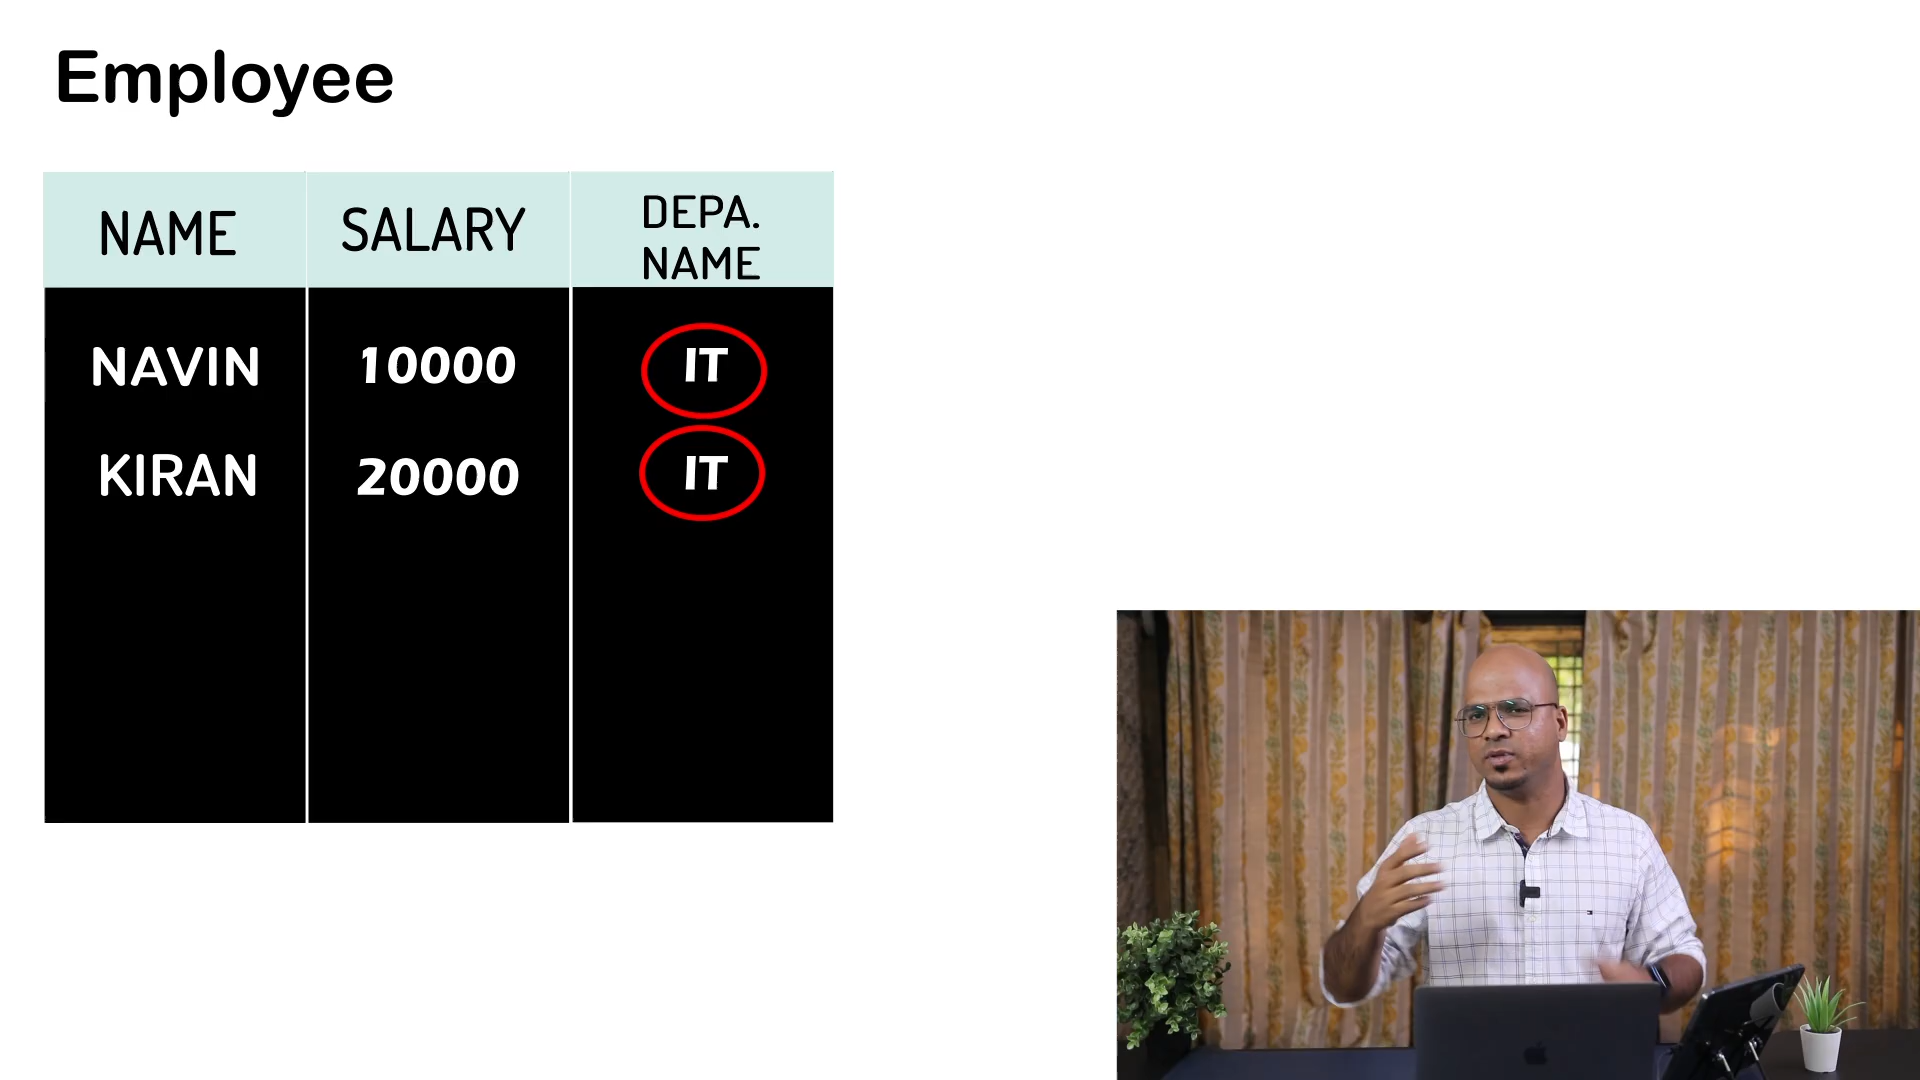 Employee
NAME SALARY DEPA.
NAME
NAVIN 10000 IT
KIRAN 20000 IT